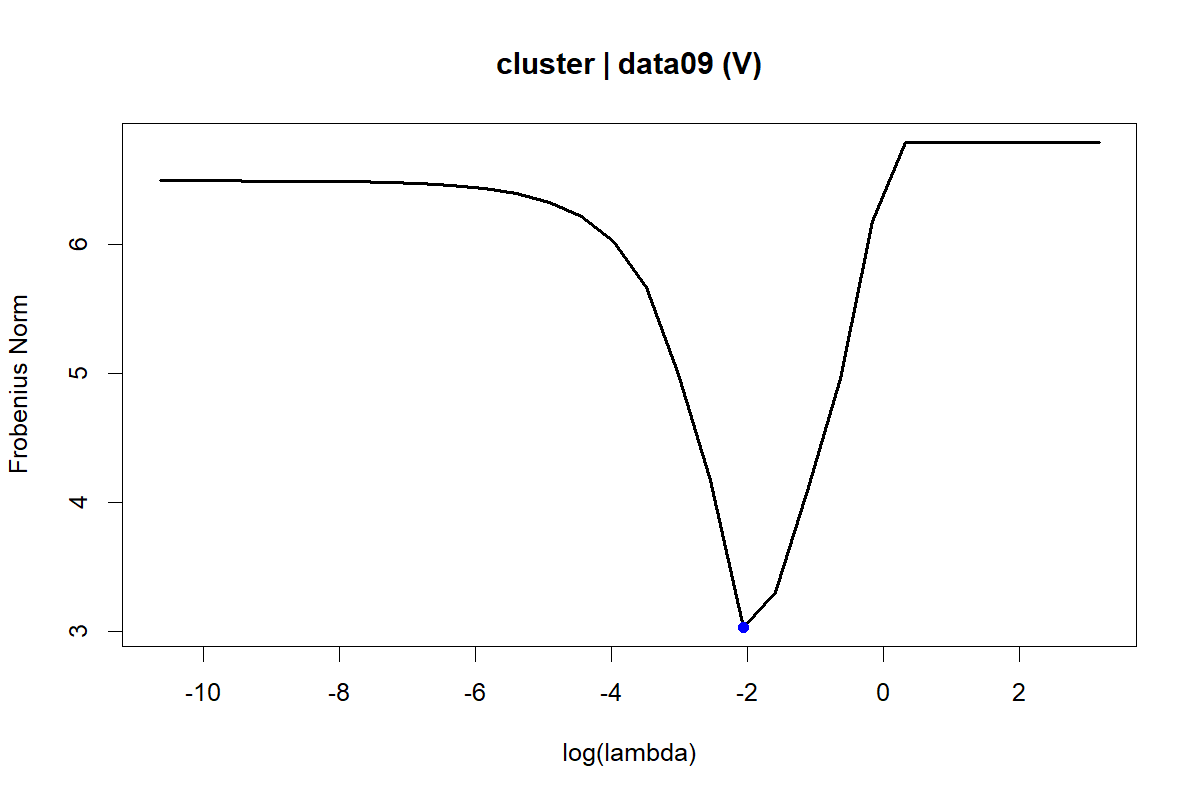 cluster | data09 (V)
Frobenius Norm
6
5
4
3
-10 -8 -6 -4 -2 0 2
log(lambda)